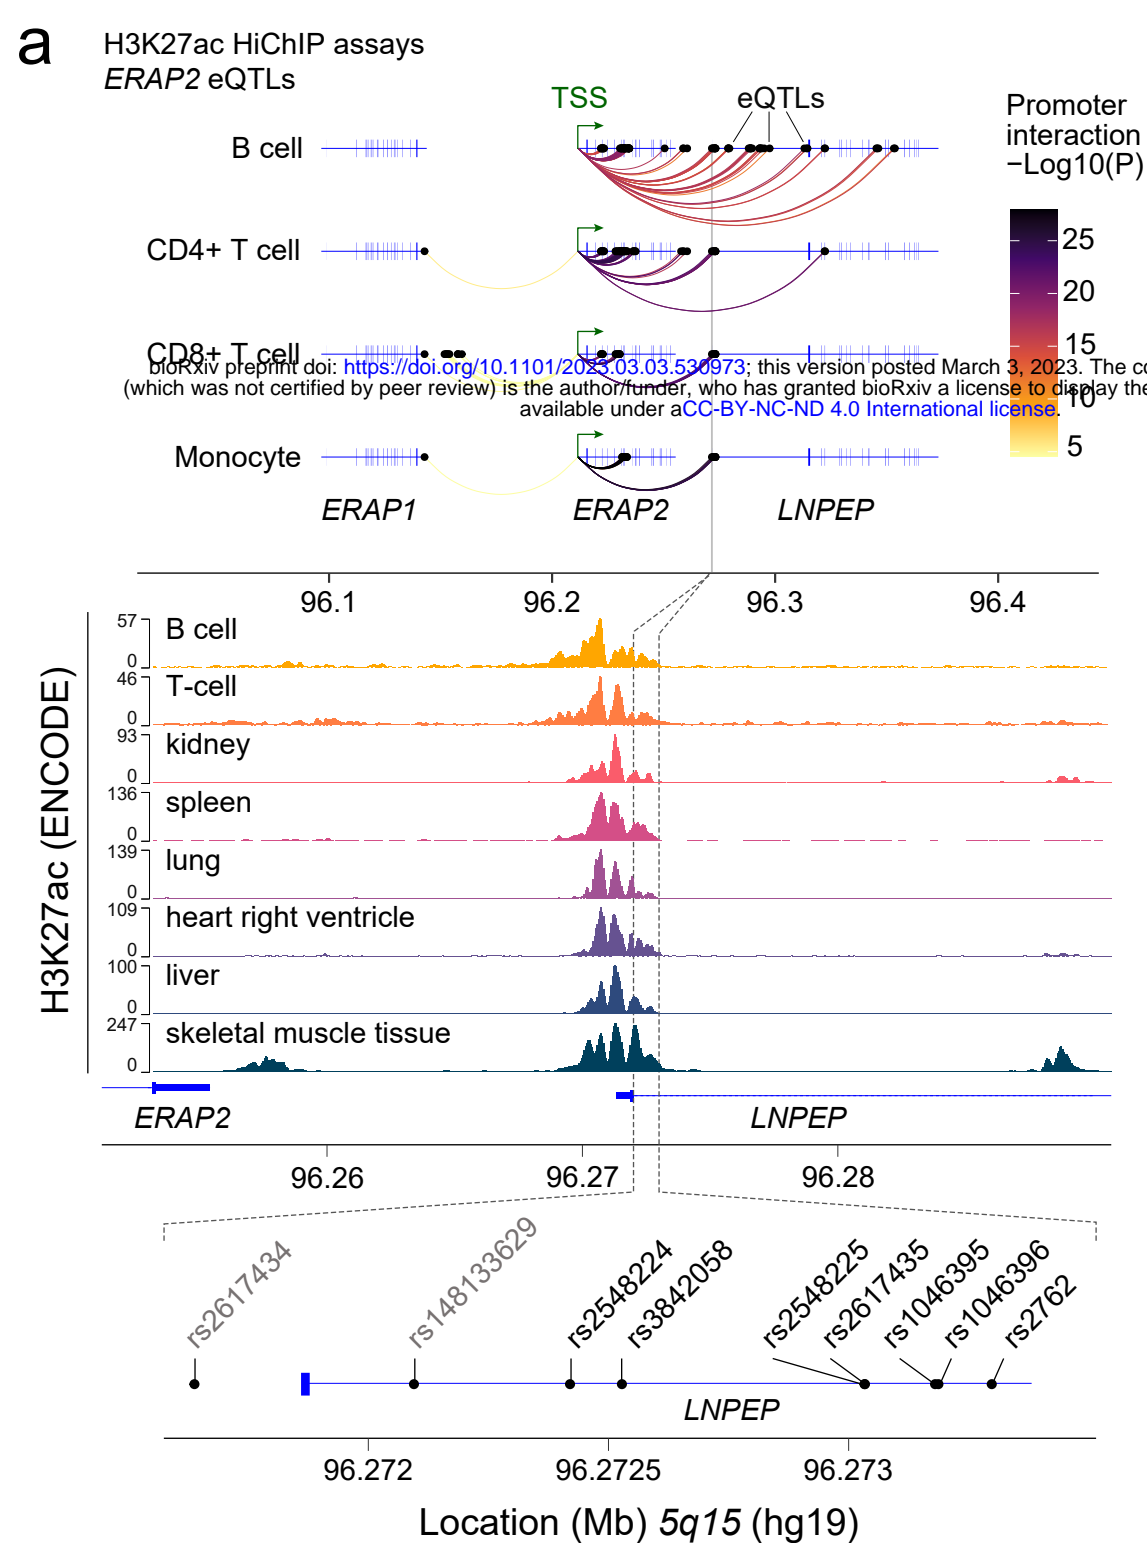 a
H3K27ac HiChIP assays
ERAP2 eQTLs
TSS
eQTLs
Promoter
interaction
−Log10(P)
25
20
15
10
5
B cell
CD4+ T cell
CD8+ T cell
bioRxiv preprint doi: https://doi.org/10.1101/2023.03.03.530973; this version posted March 3, 2023. The co
(which was not certified by peer review) is the author/funder, who has granted bioRxiv a license to display the
available under aCC-BY-NC-ND 4.0 International license.
Monocyte
ERAP1 ERAP2 LNPEP
96.1 96.2 96.3 96.4
H3K27ac (ENCODE)
57 B cell
0
46 T-cell
0
93 kidney
0
136 spleen
0
139 lung
0
109 heart right ventricle
0
100 liver
0
247 skeletal muscle tissue
0
ERAP2 LNPEP
96.26 96.27 96.28
rs2617434
rs148133629
rs2548224
rs3842058
rs2548225
rs2617435
rs1046395
rs1046396
rs2762
LNPEP
96.272 96.2725 96.273
Location (Mb) 5q15 (hg19)